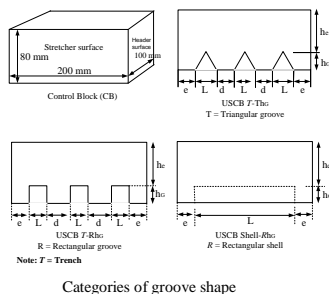 Stretcher surface
Header
surface
100 mm
80 mm
200 mm
Control Block (CB)
he
hG
e L d L d L e
USCB T-ThG
T = Triangular groove
he
hG
e L d L d L e
USCB T-RhG
R = Rectangular groove
he
hG
e L e
USCB Shell-RhG
R = Rectangular shell
Note: T = Trench
Categories of groove shape